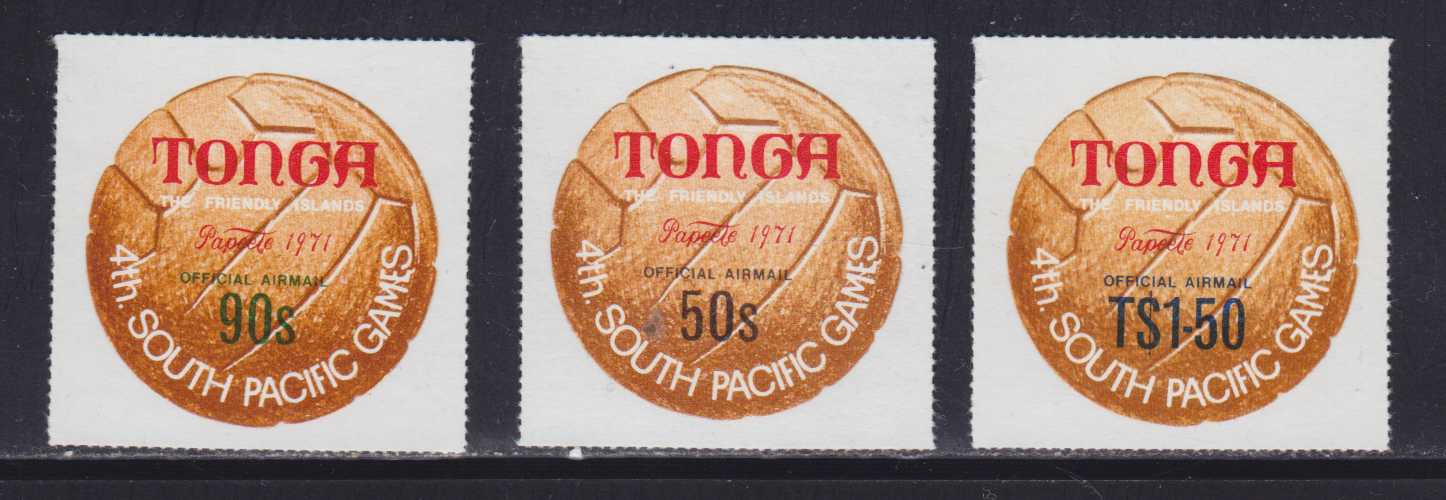 TONGA
THE FRIENDLY ISLANDS
Papeete 1971
OFFICIAL AIRMAIL
90s
4th. SOUTH PACIFIC GAMES
TONGA
THE FRIENDLY ISLANDS
Papeete 1971
OFFICIAL AIRMAIL
50s
4th. SOUTH PACIFIC GAMES
TONGA
THE FRIENDLY ISLANDS
Papeete 1971
OFFICIAL AIRMAIL
T$1·50
4th. SOUTH PACIFIC GAMES